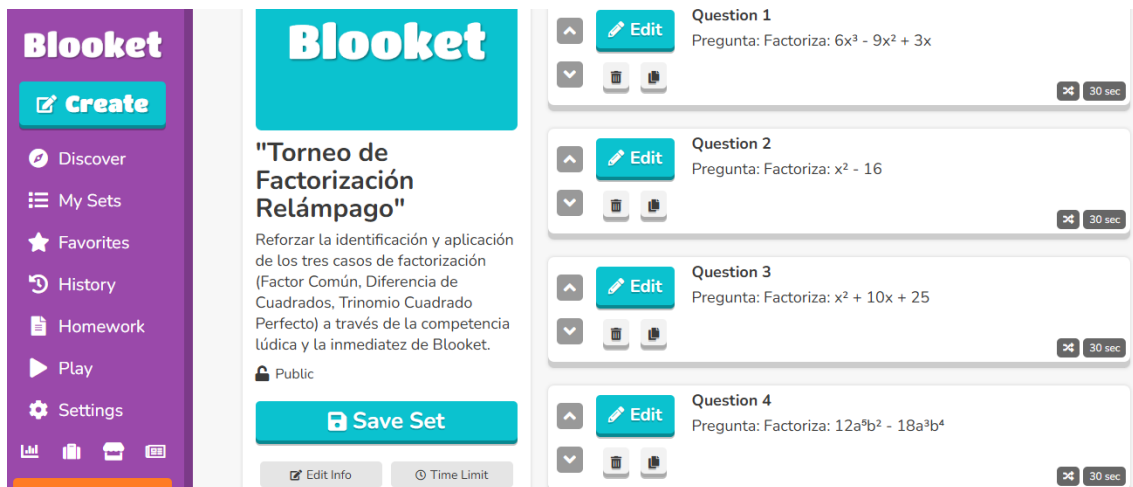 Blooket
Create
Discover
My Sets
Favorites
History
Homework
Play
Settings
Blooket
"Torneo de
Factorización
Relámpago"
Reforzar la identificación y aplicación
de los tres casos de factorización
(Factor Común, Diferencia de
Cuadrados, Trinomio Cuadrado
Perfecto) a través de la competencia
lúdica y la inmediatez de Blooket.
Public
Save Set
Edit Info
Time Limit
Question 1
Edit
Pregunta: Factoriza: 6x³ - 9x² + 3x
30 sec
Question 2
Edit
Pregunta: Factoriza: x² - 16
30 sec
Question 3
Edit
Pregunta: Factoriza: x² + 10x + 25
30 sec
Question 4
Edit
Pregunta: Factoriza: 12a⁵b² - 18a³b⁴
30 sec